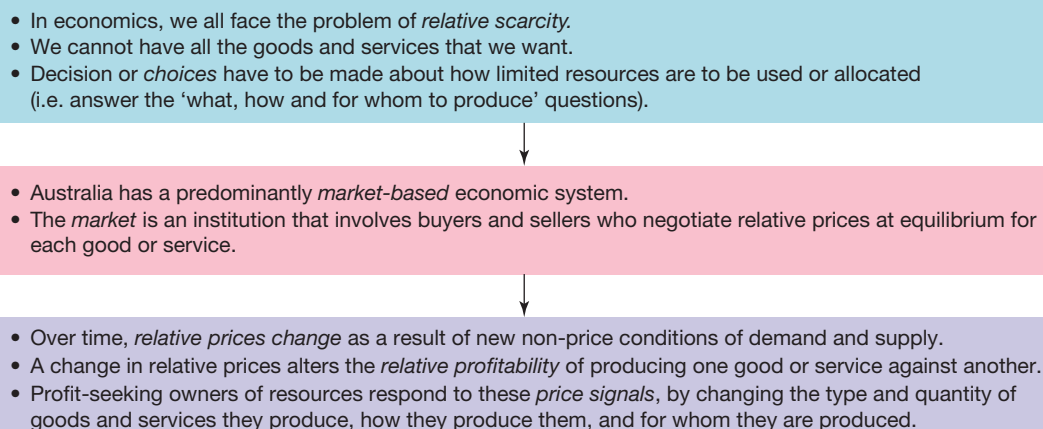 • In economics, we all face the problem of relative scarcity.
• We cannot have all the goods and services that we want.
• Decision or choices have to be made about how limited resources are to be used or allocated
(i.e. answer the ‘what, how and for whom to produce’ questions).
• Australia has a predominantly market-based economic system.
• The market is an institution that involves buyers and sellers who negotiate relative prices at equilibrium for
each good or service.
• Over time, relative prices change as a result of new non-price conditions of demand and supply.
• A change in relative prices alters the relative profitability of producing one good or service against another.
• Profit-seeking owners of resources respond to these price signals, by changing the type and quantity of
goods and services they produce, how they produce them, and for whom they are produced.